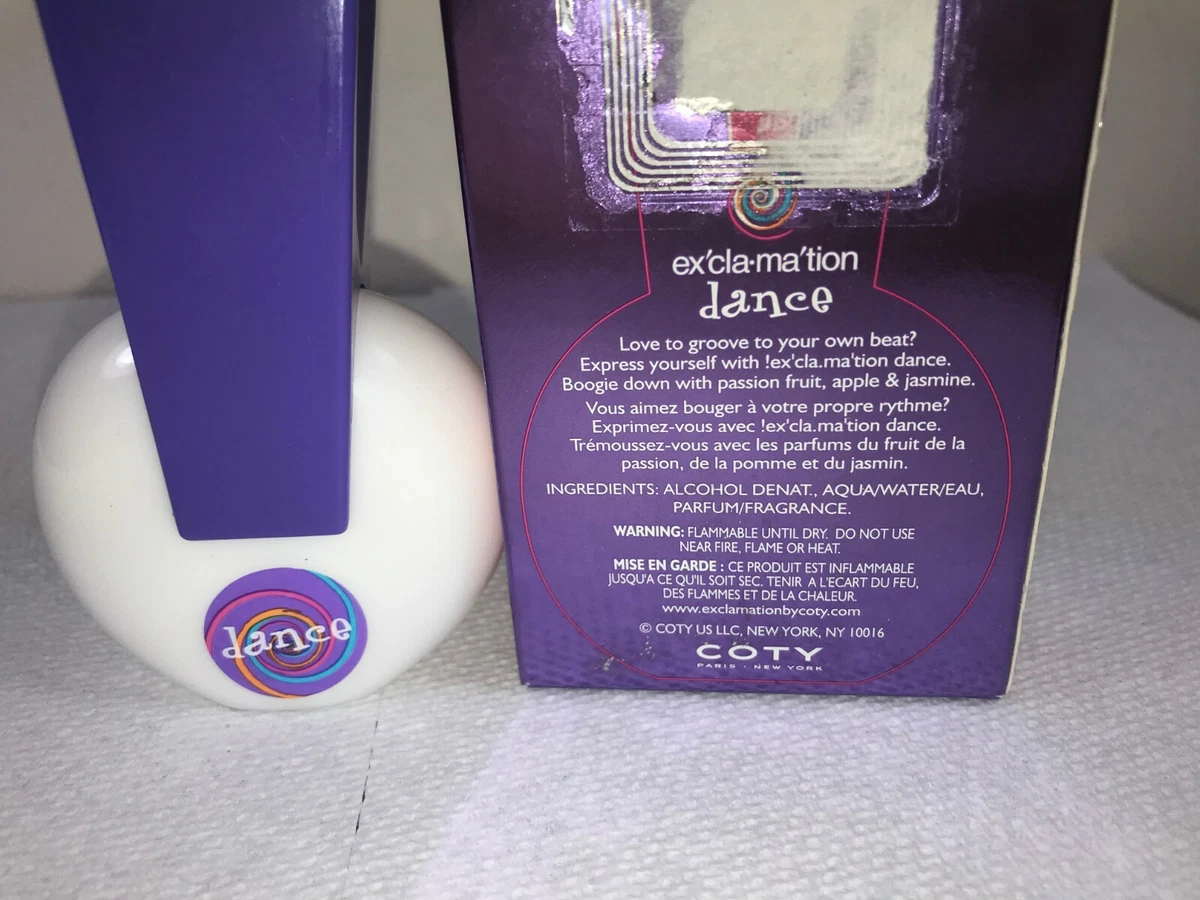 dance
ex'cla·ma'tion
dance
Love to groove to your own beat?
Express yourself with !ex'cla.ma'tion dance.
Boogie down with passion fruit, apple & jasmine.
Vous aimez bouger à votre propre rythme?
Exprimez-vous avec !ex'cla.ma'tion dance.
Trémoussez-vous avec les parfums du fruit de la
passion, de la pomme et du jasmin.
INGREDIENTS: ALCOHOL DENAT., AQUA/WATER/EAU,
PARFUM/FRAGRANCE.
WARNING: FLAMMABLE UNTIL DRY. DO NOT USE
NEAR FIRE, FLAME OR HEAT.
MISE EN GARDE : CE PRODUIT EST INFLAMMABLE
JUSQU'A CE QU'IL SOIT SEC. TENIR A L'ECART DU FEU,
DES FLAMMES ET DE LA CHALEUR.
www.exclamationbycoty.com
© COTY US LLC, NEW YORK, NY 10016
COTY
PARIS · NEW YORK